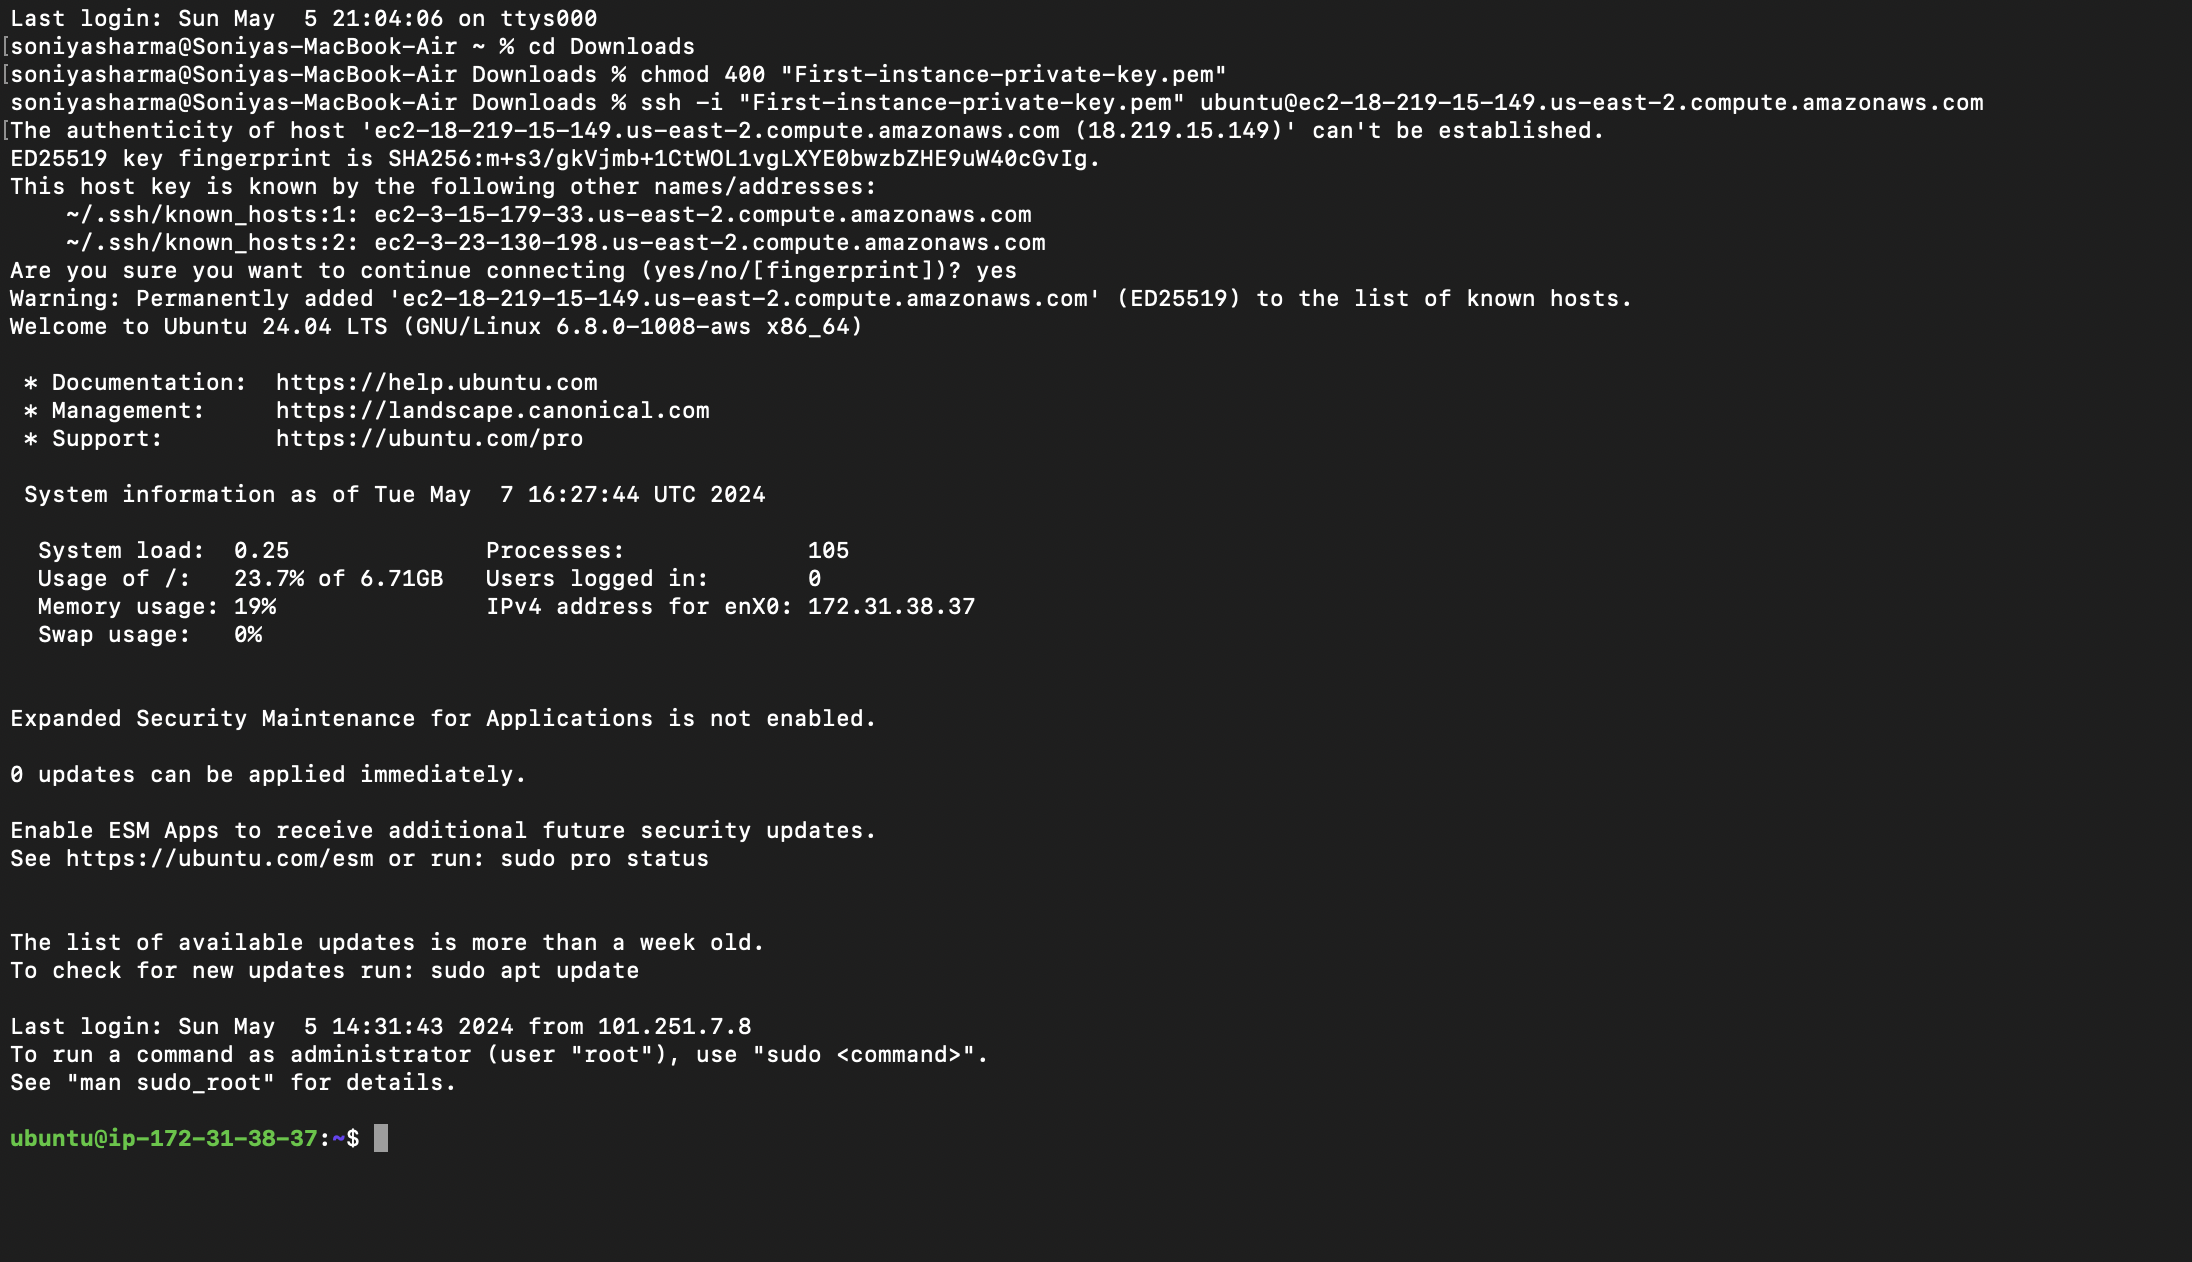 Last login: Sun May  5 21:04:06 on ttys000
[soniyasharma@Soniyas-MacBook-Air ~ % cd Downloads
[soniyasharma@Soniyas-MacBook-Air Downloads % chmod 400 "First-instance-private-key.pem"
soniyasharma@Soniyas-MacBook-Air Downloads % ssh -i "First-instance-private-key.pem" ubuntu@ec2-18-219-15-149.us-east-2.compute.amazonaws.com
[The authenticity of host 'ec2-18-219-15-149.us-east-2.compute.amazonaws.com (18.219.15.149)' can't be established.
ED25519 key fingerprint is SHA256:m+s3/gkVjmb+1CtWOL1vgLXYE0bwzbZHE9uW40cGvIg.
This host key is known by the following other names/addresses:
    ~/.ssh/known_hosts:1: ec2-3-15-179-33.us-east-2.compute.amazonaws.com
    ~/.ssh/known_hosts:2: ec2-3-23-130-198.us-east-2.compute.amazonaws.com
Are you sure you want to continue connecting (yes/no/[fingerprint])? yes
Warning: Permanently added 'ec2-18-219-15-149.us-east-2.compute.amazonaws.com' (ED25519) to the list of known hosts.
Welcome to Ubuntu 24.04 LTS (GNU/Linux 6.8.0-1008-aws x86_64)
 * Documentation:  https://help.ubuntu.com
 * Management:     https://landscape.canonical.com
 * Support:        https://ubuntu.com/pro
 System information as of Tue May  7 16:27:44 UTC 2024
  System load:  0.25              Processes:             105
  Usage of /:   23.7% of 6.71GB   Users logged in:       0
  Memory usage: 19%               IPv4 address for enX0: 172.31.38.37
  Swap usage:   0%
Expanded Security Maintenance for Applications is not enabled.
0 updates can be applied immediately.
Enable ESM Apps to receive additional future security updates.
See https://ubuntu.com/esm or run: sudo pro status
The list of available updates is more than a week old.
To check for new updates run: sudo apt update
Last login: Sun May  5 14:31:43 2024 from 101.251.7.8
To run a command as administrator (user "root"), use "sudo <command>".
See "man sudo_root" for details.
ubuntu@ip-172-31-38-37:~$